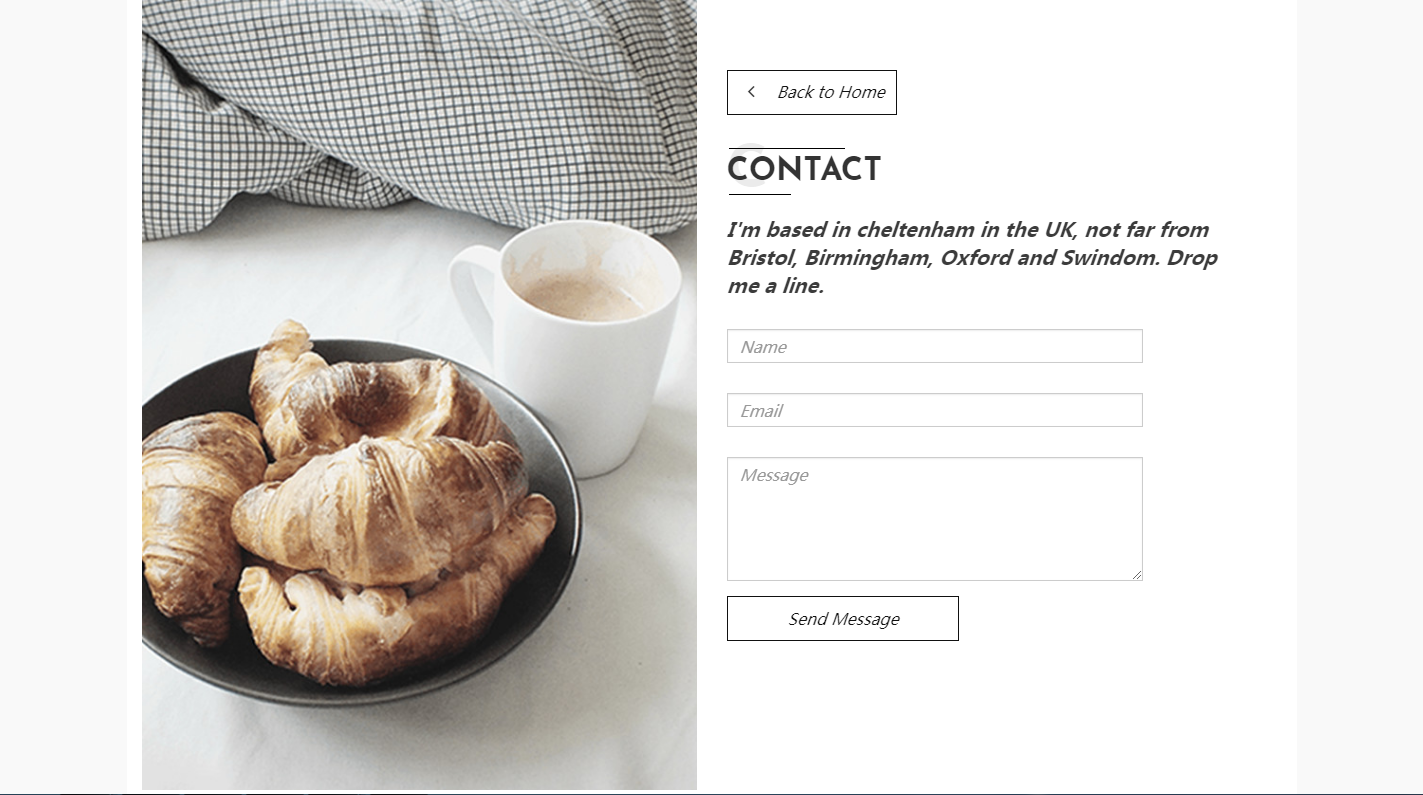 Back to Home
CONTACT
I'm based in cheltenham in the UK, not far from
Bristol, Birmingham, Oxford and Swindom. Drop
me a line.
Name
Email
Message
Send Message